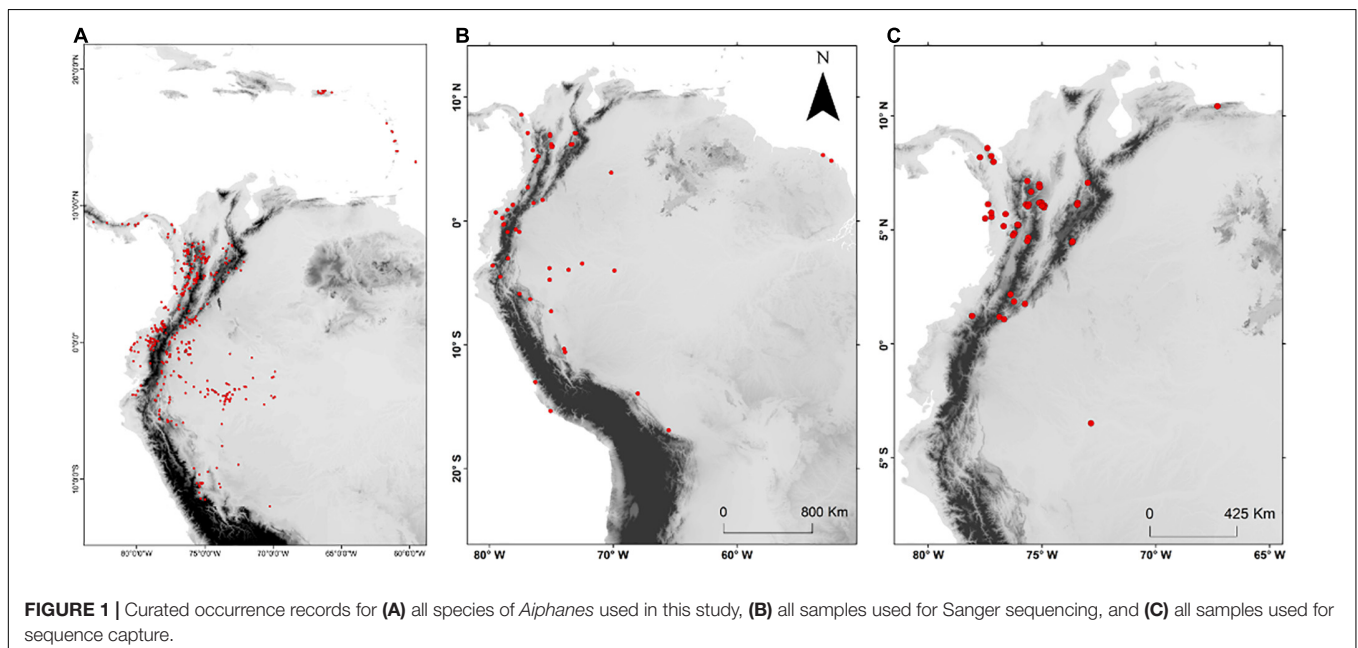 A
B
C
N
20°0'0"N
10°0'0"N
0°0'0"
10°0'0"S
80°0'0"W
75°0'0"W
70°0'0"W
65°0'0"W
60°0'0"W
10° N
0°
10° S
20° S
0 800 Km
80° W
70° W
60° W
10° N
5° N
0°
5° S
0 425 Km
80° W
75° W
70° W
65° W
FIGURE 1 | Curated occurrence records for (A) all species of Aiphanes used in this study, (B) all samples used for Sanger sequencing, and (C) all samples used for
sequence capture.